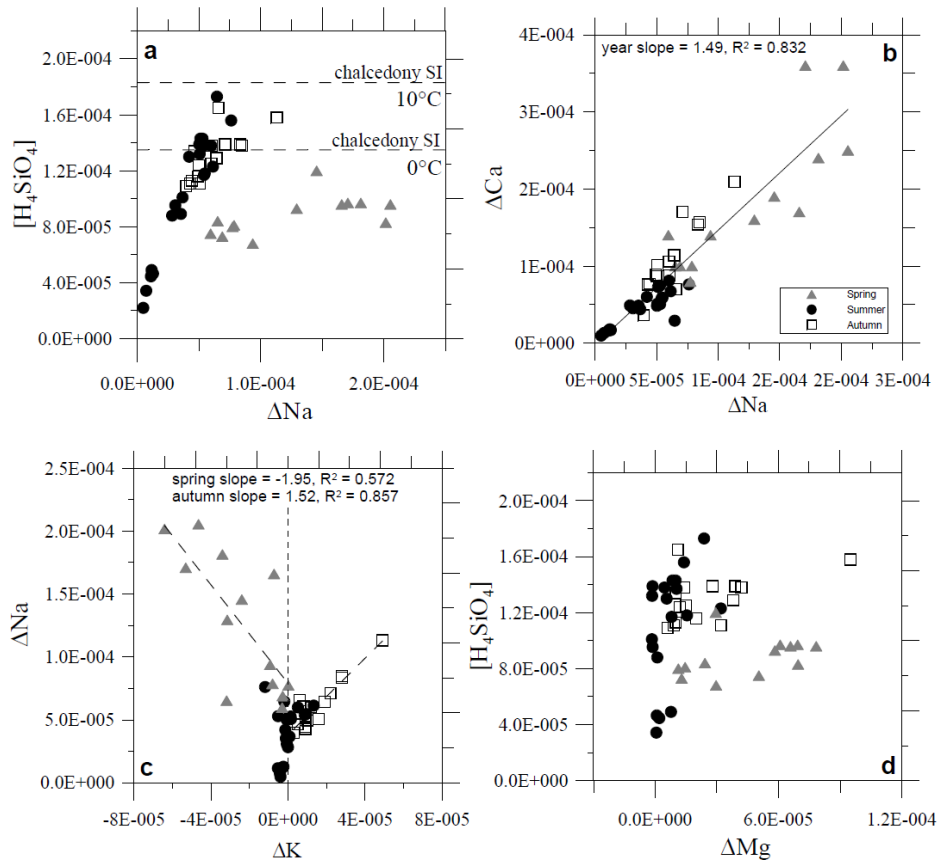 a
2.0E-004
1.6E-004
1.2E-004
8.0E-005
4.0E-005
0.0E+000
[H₄SiO₄]
chalcedony SI
10°C
chalcedony SI
0°C
0.0E+000 1.0E-004 2.0E-004
ΔNa
b
year slope = 1.49, R² = 0.832
4E-004
3E-004
2E-004
1E-004
0E+000
ΔCa
Spring
Summer
Autumn
0E+000 5E-005 1E-004 2E-004 2E-004 3E-004
ΔNa
spring slope = -1.95, R² = 0.572
autumn slope = 1.52, R² = 0.857
2.5E-004
2.0E-004
1.5E-004
1.0E-004
5.0E-005
0.0E+000
ΔNa
c
-8E-005 -4E-005 0E+000 4E-005 8E-005
ΔK
2.0E-004
1.6E-004
1.2E-004
8.0E-005
4.0E-005
0.0E+000
[H₄SiO₄]
d
0.0E+000 6.0E-005 1.2E-004
ΔMg